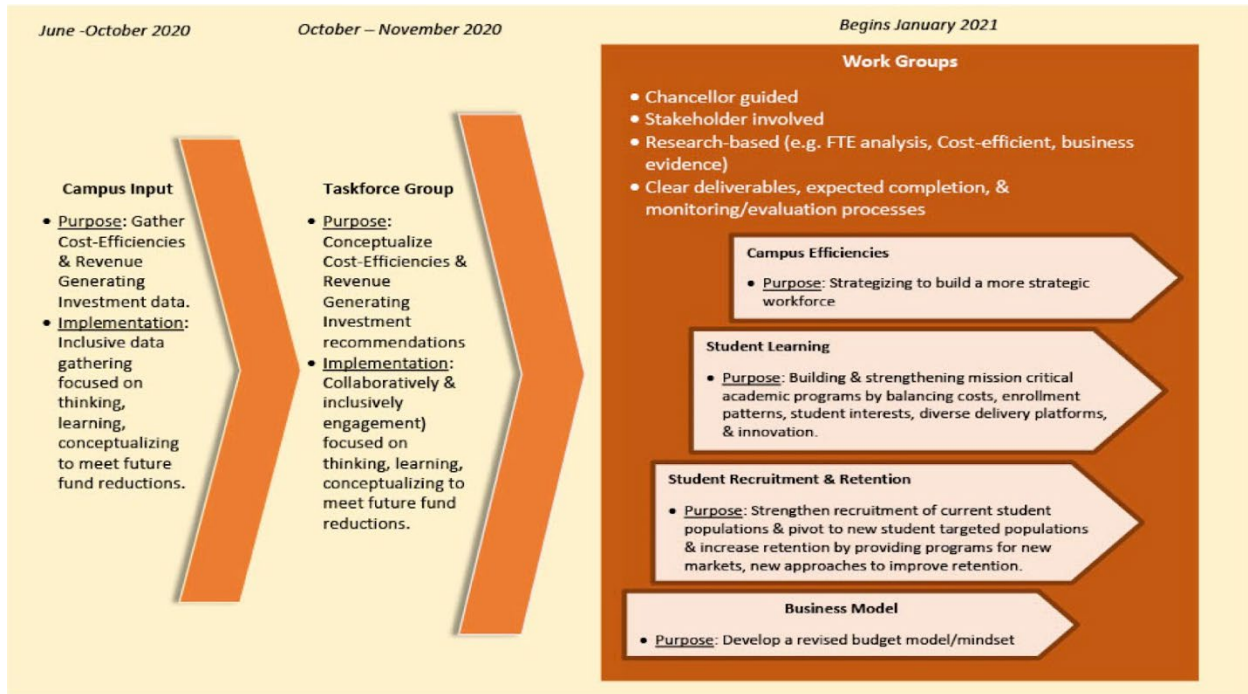 June -October 2020
October – November 2020
Begins January 2021
Campus Input
• Purpose: Gather
Cost-Efficiencies
& Revenue
Generating
Investment data.
• Implementation:
Inclusive data
gathering
focused on
thinking,
learning,
conceptualizing
to meet future
fund reductions.
Taskforce Group
• Purpose:
Conceptualize
Cost-Efficiencies &
Revenue
Generating
Investment
recommendations
• Implementation:
Collaboratively &
inclusively
engagement)
focused on
thinking, learning,
conceptualizing to
meet future fund
reductions.
Work Groups
• Chancellor guided
• Stakeholder involved
• Research-based (e.g. FTE analysis, Cost-efficient, business
evidence)
• Clear deliverables, expected completion, &
monitoring/evaluation processes
Campus Efficiencies
• Purpose: Strategizing to build a more strategic
workforce
Student Learning
• Purpose: Building & strengthening mission critical
academic programs by balancing costs, enrollment
patterns, student interests, diverse delivery platforms,
& innovation.
Student Recruitment & Retention
• Purpose: Strengthen recruitment of current student
populations & pivot to new student targeted populations
& increase retention by providing programs for new
markets, new approaches to improve retention.
Business Model
• Purpose: Develop a revised budget model/mindset